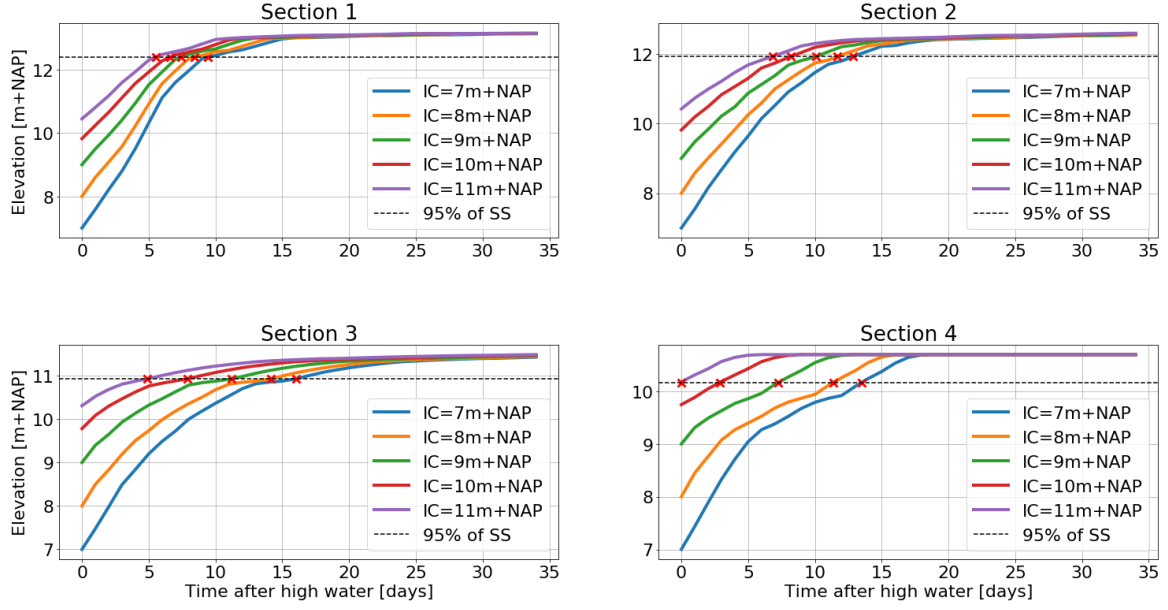 Section 1
Elevation [m+NAP]
12
10
8
0 5 10 15 20 25 30 35
IC=7m+NAP
IC=8m+NAP
IC=9m+NAP
IC=10m+NAP
IC=11m+NAP
95% of SS
Section 2
12
10
8
0 5 10 15 20 25 30 35
IC=7m+NAP
IC=8m+NAP
IC=9m+NAP
IC=10m+NAP
IC=11m+NAP
95% of SS
Section 3
Elevation [m+NAP]
11
10
9
8
7
0 5 10 15 20 25 30 35
Time after high water [days]
IC=7m+NAP
IC=8m+NAP
IC=9m+NAP
IC=10m+NAP
IC=11m+NAP
95% of SS
Section 4
10
9
8
7
0 5 10 15 20 25 30 35
Time after high water [days]
IC=7m+NAP
IC=8m+NAP
IC=9m+NAP
IC=10m+NAP
IC=11m+NAP
95% of SS